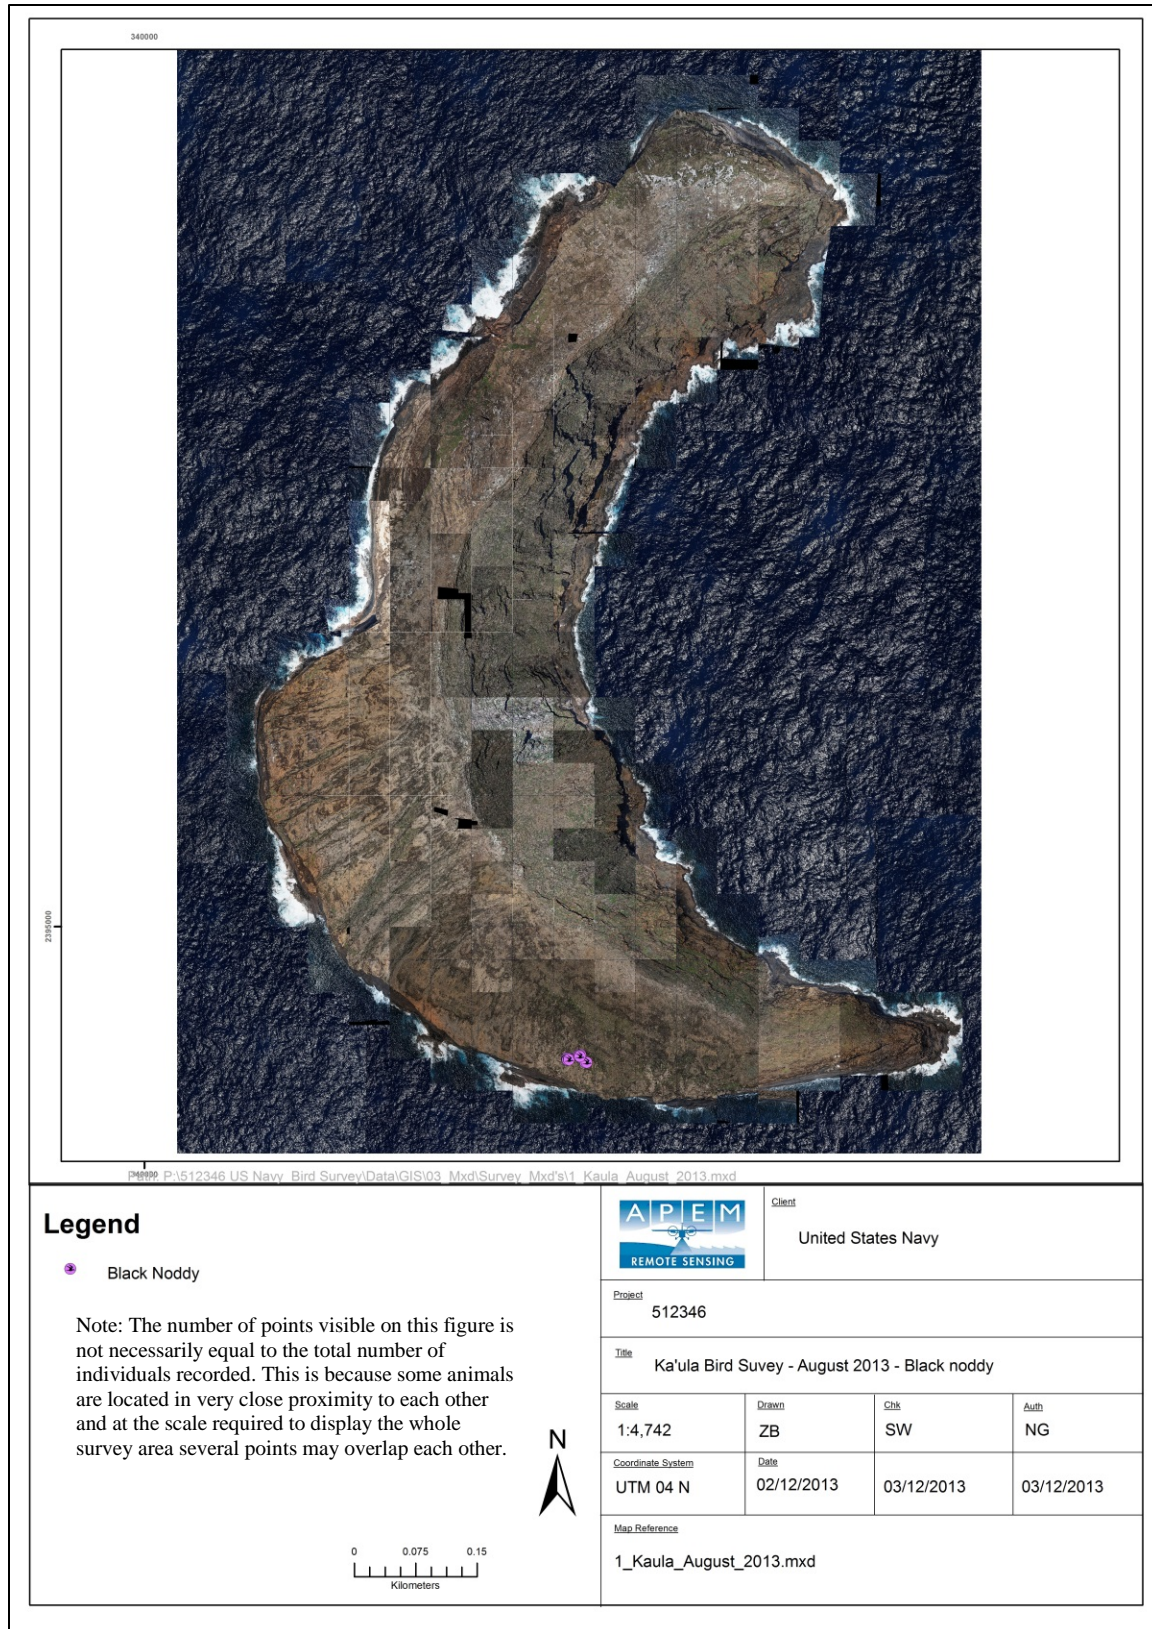 340000
2395000
340000
Path: P:\512346 US Navy Bird Survey\Data\GIS\03_Mxd\Survey_Mxd's\1_Kaula_August_2013.mxd
Legend
Black Noddy
Note: The number of points visible on this figure is
not necessarily equal to the total number of
individuals recorded. This is because some animals
are located in very close proximity to each other
and at the scale required to display the whole
survey area several points may overlap each other.
N
0 0.075 0.15
Kilometers
APEM
REMOTE SENSING
Client
United States Navy
Project
512346
Title
Ka'ula Bird Suvey - August 2013 - Black noddy
Scale
1:4,742
Drawn
ZB
Chk
SW
Auth
NG
Coordinate System
UTM 04 N
Date
02/12/2013
03/12/2013
03/12/2013
Map Reference
1_Kaula_August_2013.mxd